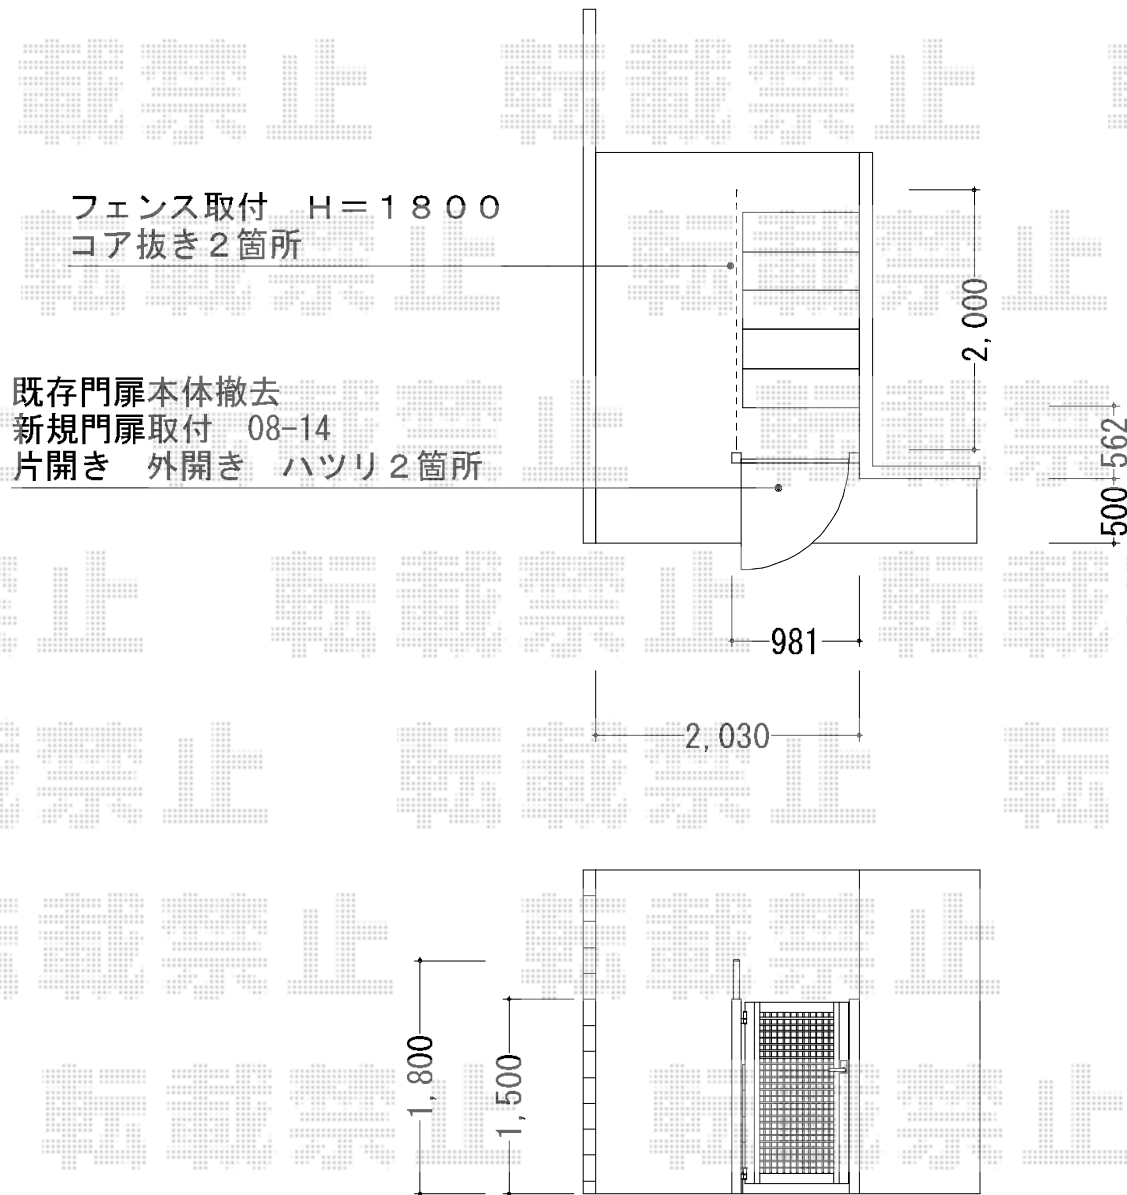 フェンス取付　Ｈ＝１８００
コア抜き２箇所
既存門扉本体撤去
新規門扉取付　08-14
片開き　外開き　ハツリ２箇所
2,000
562
500
981
2,030
1,800
1,500
転載禁止